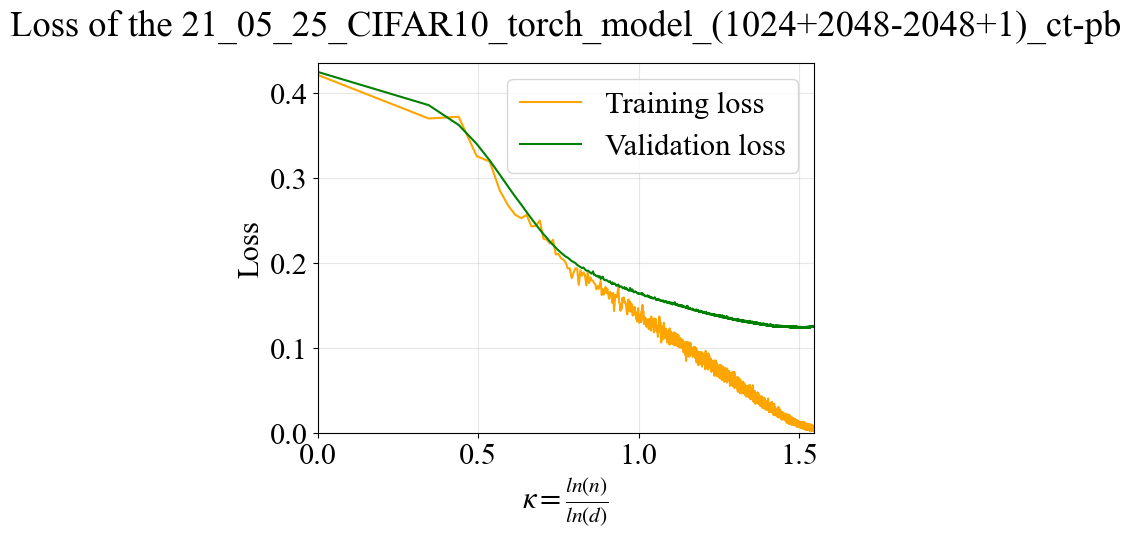 Loss of the 21_05_25_CIFAR10_torch_model_(1024+2048-2048+1)_ct-pb
Training loss
Validation loss
Loss
0.4
0.3
0.2
0.1
0.0
0.0 0.5 1.0 1.5
κ = ln(n) / ln(d)